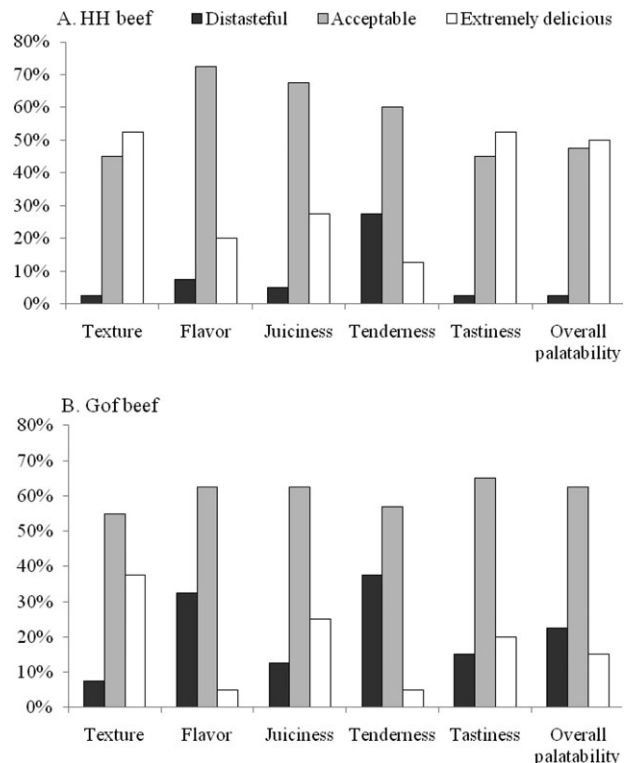 A. HH beef
Distasteful Acceptable Extremely delicious
80%
70%
60%
50%
40%
30%
20%
10%
0%
Texture Flavor Juiciness Tenderness Tastiness Overall
palatability
B. Gof beef
80%
70%
60%
50%
40%
30%
20%
10%
0%
Texture Flavor Juiciness Tenderness Tastiness Overall
palatability